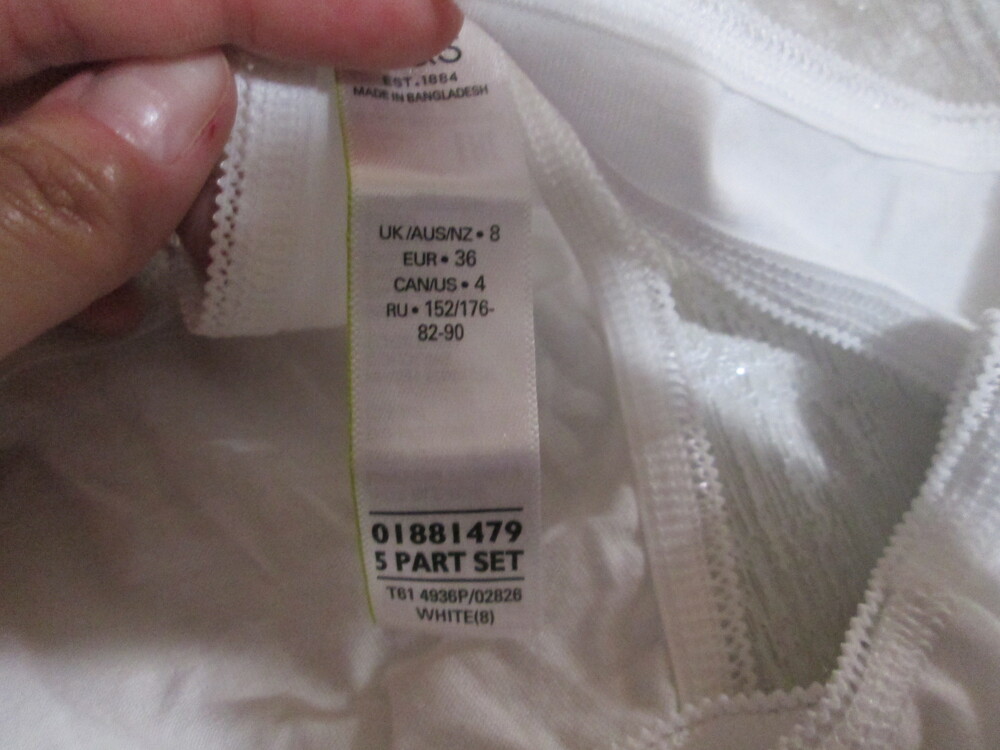 EST.1884
MADE IN BANGLADESH
UK/AUS/NZ • 8
EUR • 36
CAN/US • 4
RU • 152/176-
82-90
01881479
5 PART SET
T61 4936P/02826
WHITE(8)